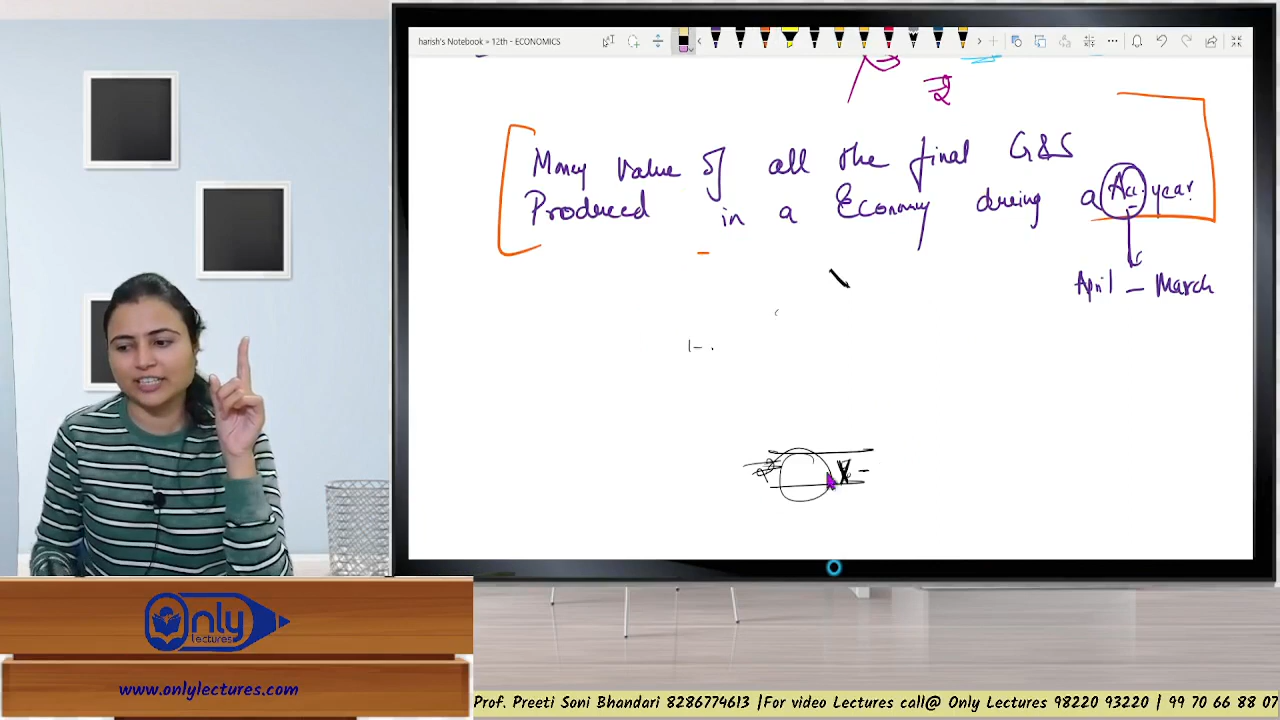 harish's Notebook » 12th - ECONOMICS
Money Value of all the final G&S
Produced in a Economy during a Acc. year.
April - March
Only
lectures
www.onlylectures.com
Prof. Preeti Soni Bhandari 8286774613 |For video Lectures call@ Only Lectures 98220 93220 | 99 70 66 88 07